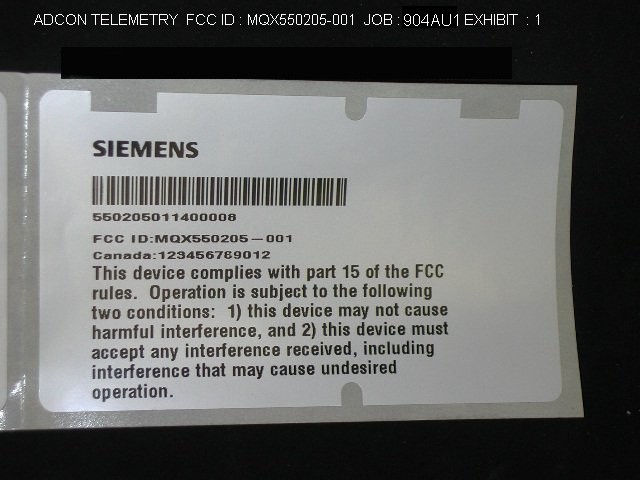 ADCON TELEMETRY FCC ID : MQX550205-001 JOB : 904AU1 EXHIBIT : 1
SIEMENS
550205011400008
FCC ID:MQX550205-001
Canada:123456789012
This device complies with part 15 of the FCC
rules. Operation is subject to the following
two conditions: 1) this device may not cause
harmful interference, and 2) this device must
accept any interference received, including
interference that may cause undesired
operation.